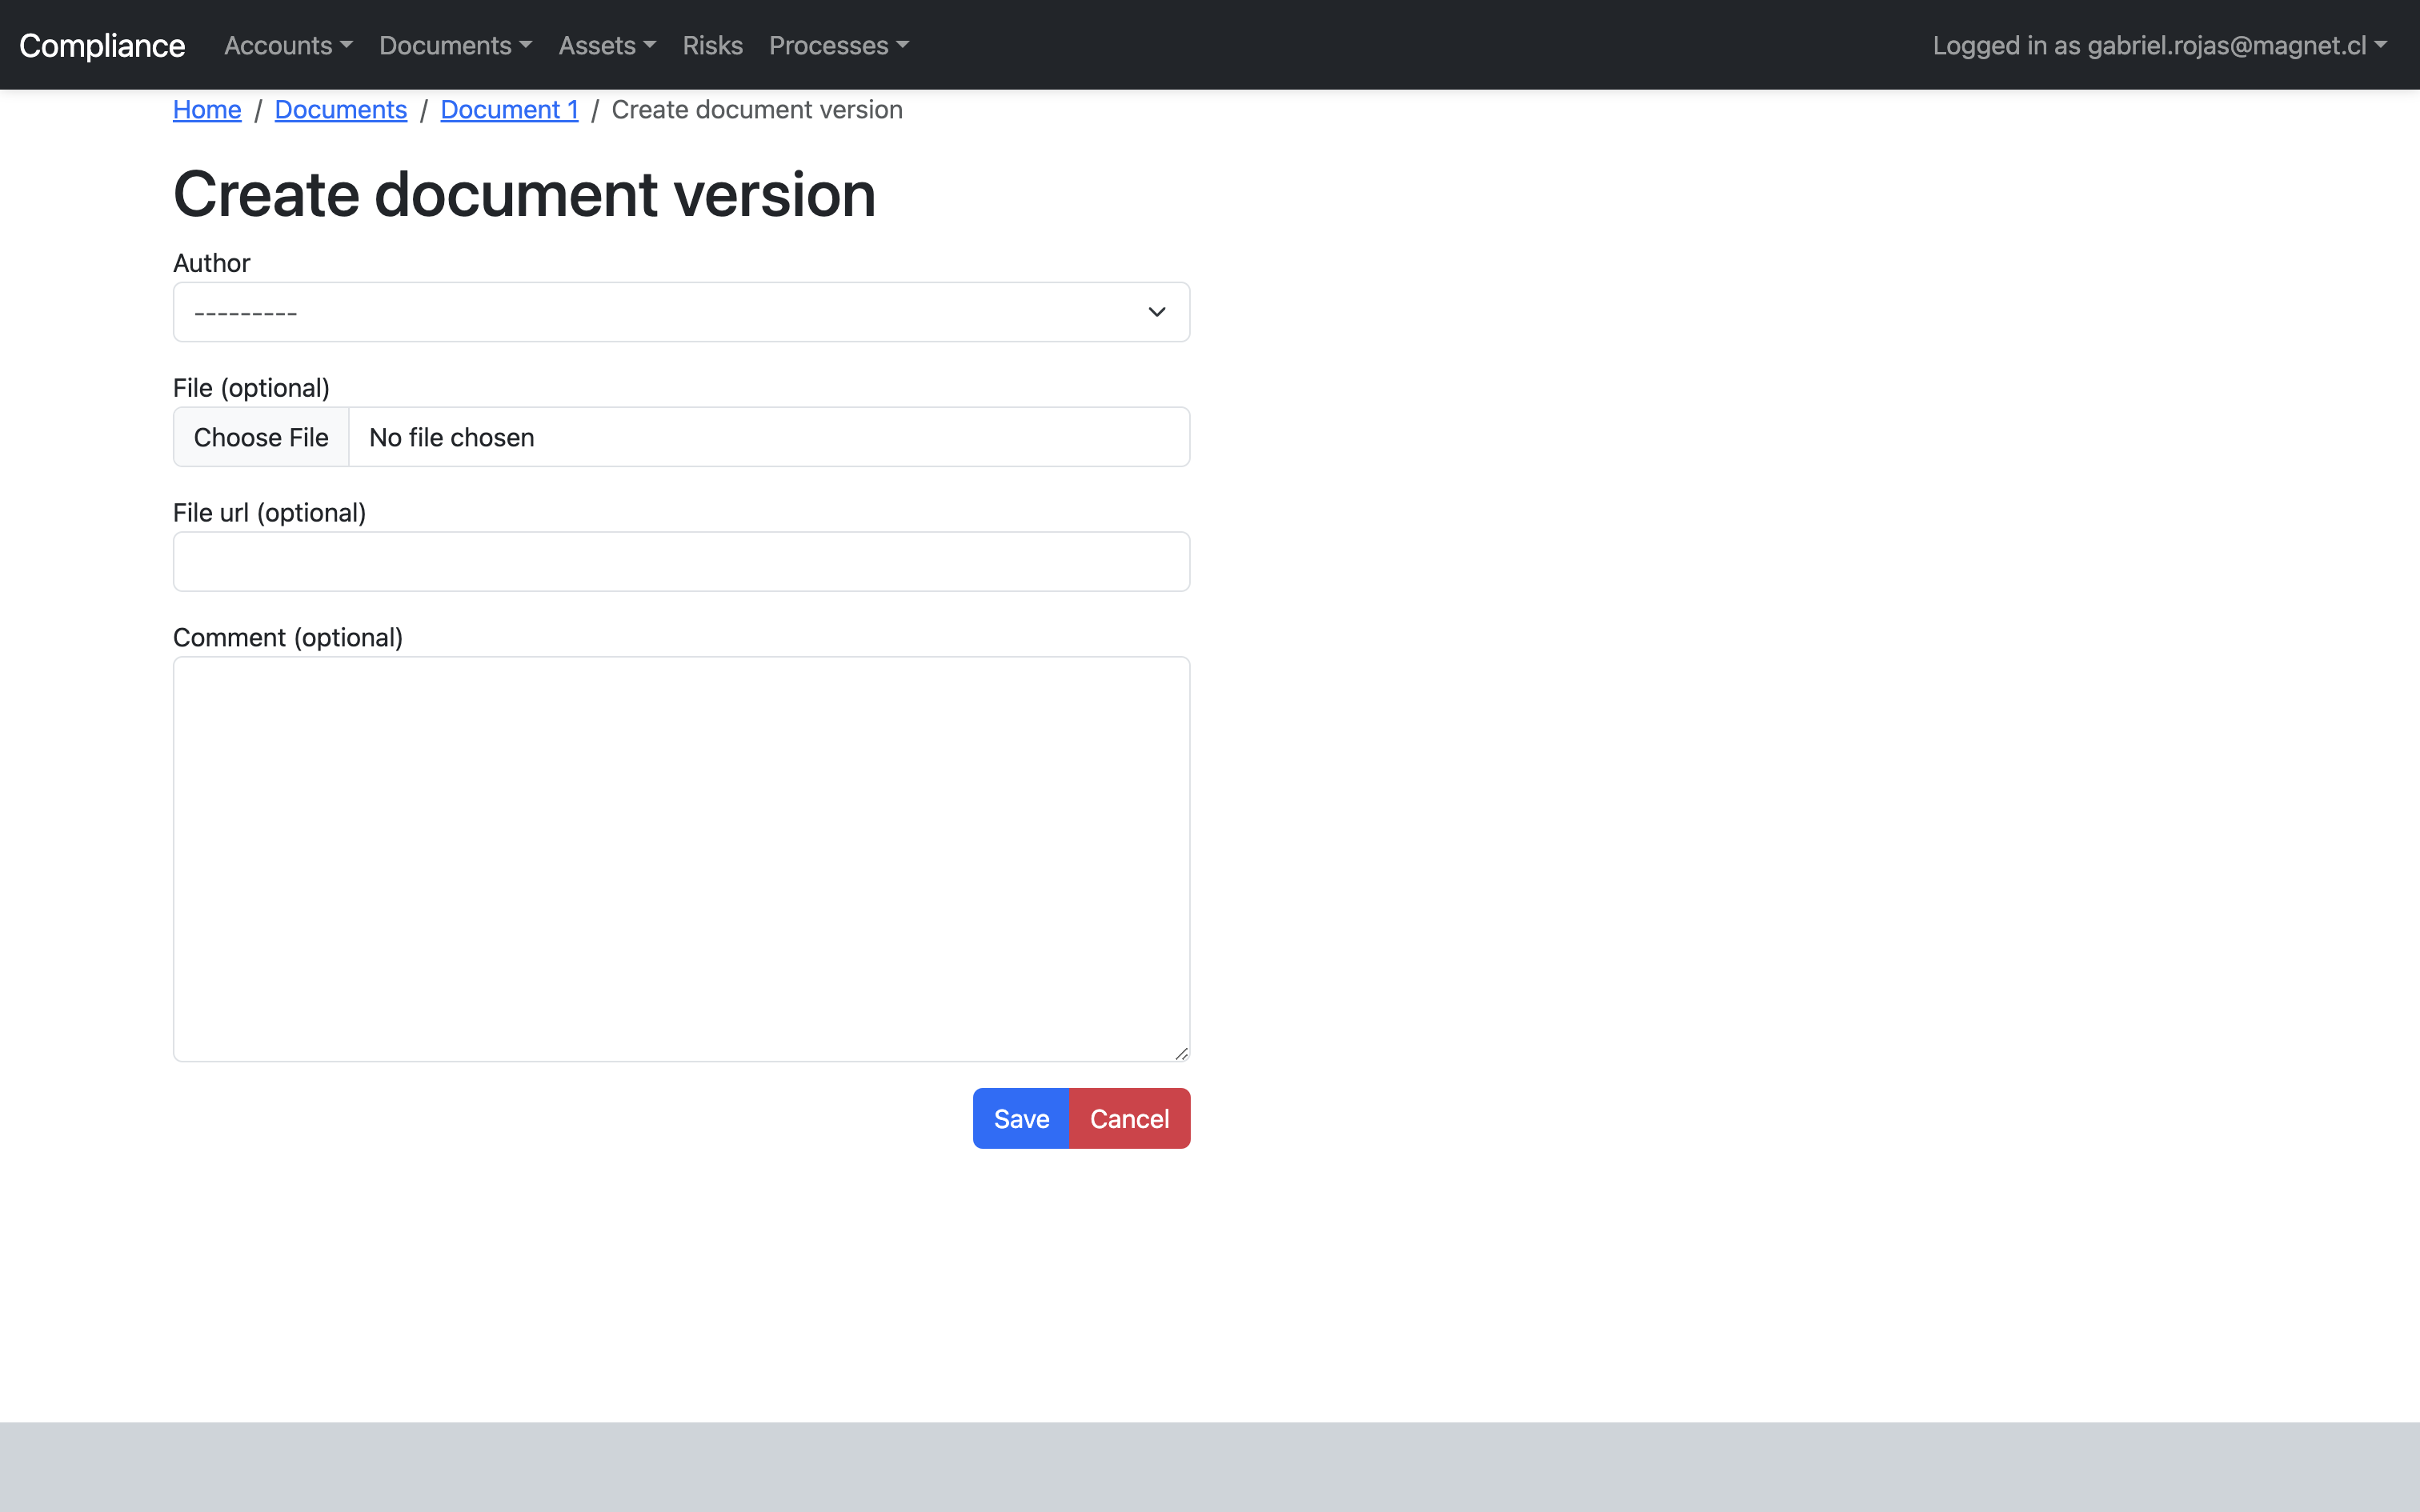 Compliance Accounts Documents Assets Risks Processes Logged in as gabriel.rojas@magnet.cl
Home / Documents / Document 1 / Create document version
Create document version
Author
---------
File (optional)
Choose File No file chosen
File url (optional)
Comment (optional)
Save Cancel